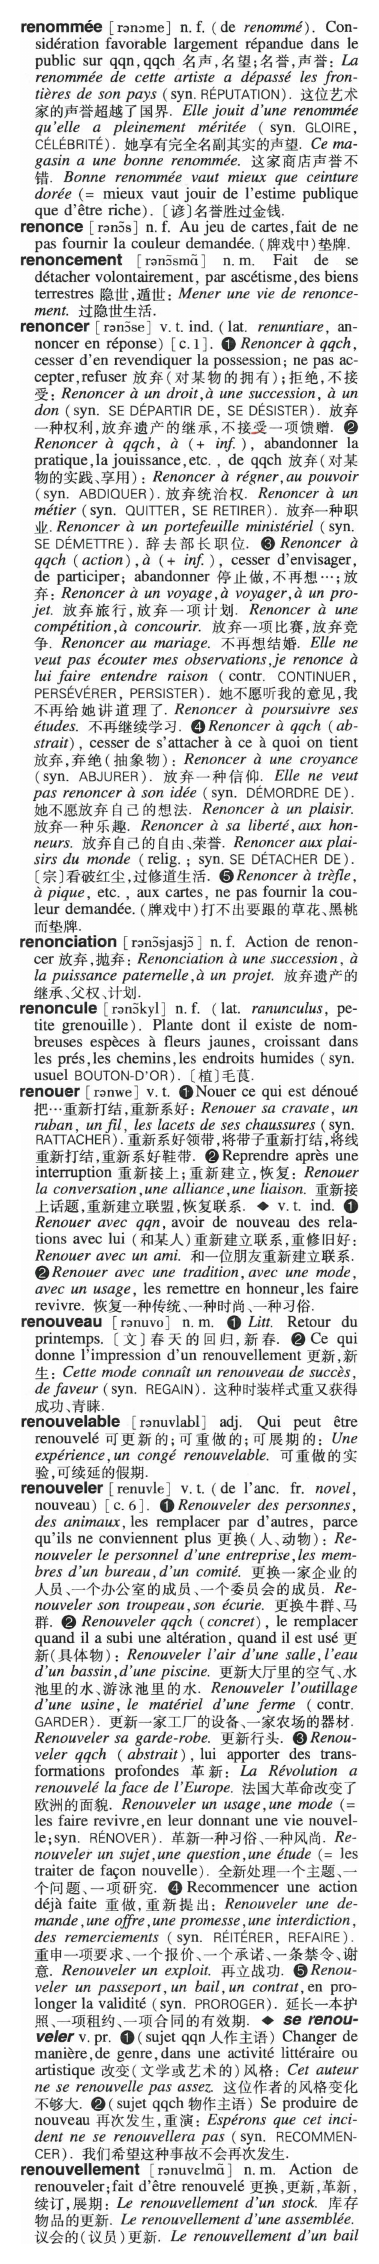 renommée [rənɔme] n. f. (de renommé). Con-
sidération favorable largement répandue dans le
public sur qqn, qqch 名声,名望;名誉,声誉: La
renommée de cette artiste a dépassé les fron-
tières de son pays (syn. RÉPUTATION). 这位艺术
家的声誉超越了国界. Elle jouit d'une renommée
qu'elle a pleinement méritée (syn. GLOIRE,
CÉLÉBRITÉ). 她享有完全名副其实的声望. Ce ma-
gasin a une bonne renommée. 这家商店声誉不
错. Bonne renommée vaut mieux que ceinture
dorée (= mieux vaut jouir de l'estime publique
que d'être riche). 〔谚〕名誉胜过金钱.
renonce [rənɔ̃s] n. f. Au jeu de cartes, fait de ne
pas fournir la couleur demandée. (牌戏中)垫牌.
renoncement [rənɔ̃smɑ̃] n. m. Fait de se
détacher volontairement, par ascétisme, des biens
terrestres 隐世,遁世: Mener une vie de renonce-
ment. 过隐世生活.
renoncer [rənɔ̃se] v. t. ind. (lat. renuntiare, an-
noncer en réponse) [c. 1]. ❶ Renoncer à qqch,
cesser d'en revendiquer la possession; ne pas ac-
cepter, refuser 放弃(对某物的拥有);拒绝,不接
受: Renoncer à un droit, à une succession, à un
don (syn. SE DÉPARTIR DE, SE DÉSISTER). 放弃
一种权利,放弃遗产的继承,不接受一项馈赠. ❷
Renoncer à qqch, à (+ inf.), abandonner la
pratique, la jouissance, etc., de qqch 放弃(对某
物的实践、享用): Renoncer à régner, au pouvoir
(syn. ABDIQUER). 放弃统治权. Renoncer à un
métier (syn. QUITTER, SE RETIRER). 放弃一种职
业. Renoncer à un portefeuille ministériel (syn.
SE DÉMETTRE). 辞去部长职位. ❸ Renoncer à
qqch (action), à (+ inf.), cesser d'envisager,
de participer; abandonner 停止做,不再想…;放
弃: Renoncer à un voyage, à voyager, à un pro-
jet. 放弃旅行,放弃一项计划. Renoncer à une
compétition, à concourir. 放弃一项比赛,放弃竞
争. Renoncer au mariage. 不再想结婚. Elle ne
veut pas écouter mes observations, je renonce à
lui faire entendre raison (contr. CONTINUER,
PERSÉVÉRER, PERSISTER). 她不愿听我的意见,我
不再给她讲道理了. Renoncer à poursuivre ses
études. 不再继续学习. ❹ Renoncer à qqch (ab-
strait), cesser de s'attacher à ce à quoi on tient
放弃,弃绝(抽象物): Renoncer à une croyance
(syn. ABJURER). 放弃一种信仰. Elle ne veut
pas renoncer à son idée (syn. DÉMORDRE DE).
她不愿放弃自己的想法. Renoncer à un plaisir.
放弃一种乐趣. Renoncer à sa liberté, aux hon-
neurs. 放弃自己的自由、荣誉. Renoncer aux plai-
sirs du monde (relig.; syn. SE DÉTACHER DE).
〔宗〕看破红尘,过修道生活. ❺ Renoncer à trèfle,
à pique, etc., aux cartes, ne pas fournir la cou-
leur demandée. (牌戏中)打不出要跟的草花、黑桃
而垫牌.
renonciation [rənɔ̃sjasjɔ̃] n. f. Action de renon-
cer 放弃,抛弃: Renonciation à une succession, à
la puissance paternelle, à un projet. 放弃遗产的
继承、父权、计划.
renoncule [rənɔ̃kyl] n. f. (lat. ranunculus, pe-
tite grenouille). Plante dont il existe de nom-
breuses espèces à fleurs jaunes, croissant dans
les prés, les chemins, les endroits humides (syn.
usuel BOUTON-D'OR). 〔植〕毛茛.
renouer [rənwe] v. t. ❶ Nouer ce qui est dénoué
把…重新打结,重新系好: Renouer sa cravate, un
ruban, un fil, les lacets de ses chaussures (syn.
RATTACHER). 重新系好领带,将带子重新打结,将线
重新打结,重新系好鞋带. ❷ Reprendre après une
interruption 重新接上;重新建立,恢复: Renouer
la conversation, une alliance, une liaison. 重新接
上话题,重新建立联盟,恢复联系. ◆ v. t. ind. ❶
Renouer avec qqn, avoir de nouveau des rela-
tions avec lui (和某人)重新建立联系,重修旧好:
Renouer avec un ami. 和一位朋友重新建立联系.
❷ Renouer avec une tradition, avec une mode,
avec un usage, les remettre en honneur, les faire
revivre. 恢复一种传统、一种时尚、一种习俗.
renouveau [rənuvo] n. m. ❶ Litt. Retour du
printemps. 〔文〕春天的回归,新春. ❷ Ce qui
donne l'impression d'un renouvellement 更新,新
生: Cette mode connaît un renouveau de succès,
de faveur (syn. REGAIN). 这种时装样式重又获得
成功、青睐.
renouvelable [rənuvlabl] adj. Qui peut être
renouvelé 可更新的;可重做的;可展期的: Une
expérience, un congé renouvelable. 可重做的实
验,可续延的假期.
renouveler [renuvle] v. t. (de l'anc. fr. novel,
nouveau) [c. 6]. ❶ Renouveler des personnes,
des animaux, les remplacer par d'autres, parce
qu'ils ne conviennent plus 更换(人、动物): Re-
nouveler le personnel d'une entreprise, les mem-
bres d'un bureau, d'un comité. 更换一家企业的
人员、一个办公室的成员、一个委员会的成员. Re-
nouveler son troupeau, son écurie. 更换牛群、马
群. ❷ Renouveler qqch (concret), le remplacer
quand il a subi une altération, quand il est usé 更
新(具体物): Renouveler l'air d'une salle, l'eau
d'un bassin, d'une piscine. 更新大厅里的空气、水
池里的水、游泳池里的水. Renouveler l'outillage
d'une usine, le matériel d'une ferme (contr.
GARDER). 更新一家工厂的设备、一家农场的器材.
Renouveler sa garde-robe. 更新行头. ❸ Renou-
veler qqch (abstrait), lui apporter des trans-
formations profondes 革新: La Révolution a
renouvelé la face de l'Europe. 法国大革命改变了
欧洲的面貌. Renouveler un usage, une mode (=
les faire revivre, en leur donnant une vie nouvel-
le; syn. RÉNOVER). 革新一种习俗、一种风尚. Re-
nouveler un sujet, une question, une étude (= les
traiter de façon nouvelle). 全新处理一个主题、一
个问题、一项研究. ❹ Recommencer une action
déjà faite 重做,重新提出: Renouveler une de-
mande, une offre, une promesse, une interdiction,
des remerciements (syn. RÉITÉRER, REFAIRE).
重申一项要求、一个报价、一个承诺、一条禁令、谢
意. Renouveler un exploit. 再立战功. ❺ Renou-
veler un passeport, un bail, un contrat, en pro-
longer la validité (syn. PROROGER). 延长一本护
照、一项租约、一项合同的有效期. ◆ se renou-
veler v. pr. ❶ (sujet qqn 人作主语) Changer de
manière, de genre, dans une activité littéraire ou
artistique 改变(文学或艺术的)风格: Cet auteur
ne se renouvelle pas assez. 这位作者的风格变化
不够大. ❷ (sujet qqch 物作主语) Se produire de
nouveau 再次发生,重演: Espérons que cet inci-
dent ne se renouvellera pas (syn. RECOMMEN-
CER). 我们希望这种事故不会再次发生.
renouvellement [rənuvɛlmɑ̃] n. m. Action de
renouveler; fait d'être renouvelé 更换,更新,革新,
续订,展期: Le renouvellement d'un stock. 库存
物品的更新. Le renouvellement d'une assemblée.
议会的(议员)更新. Le renouvellement d'un bail